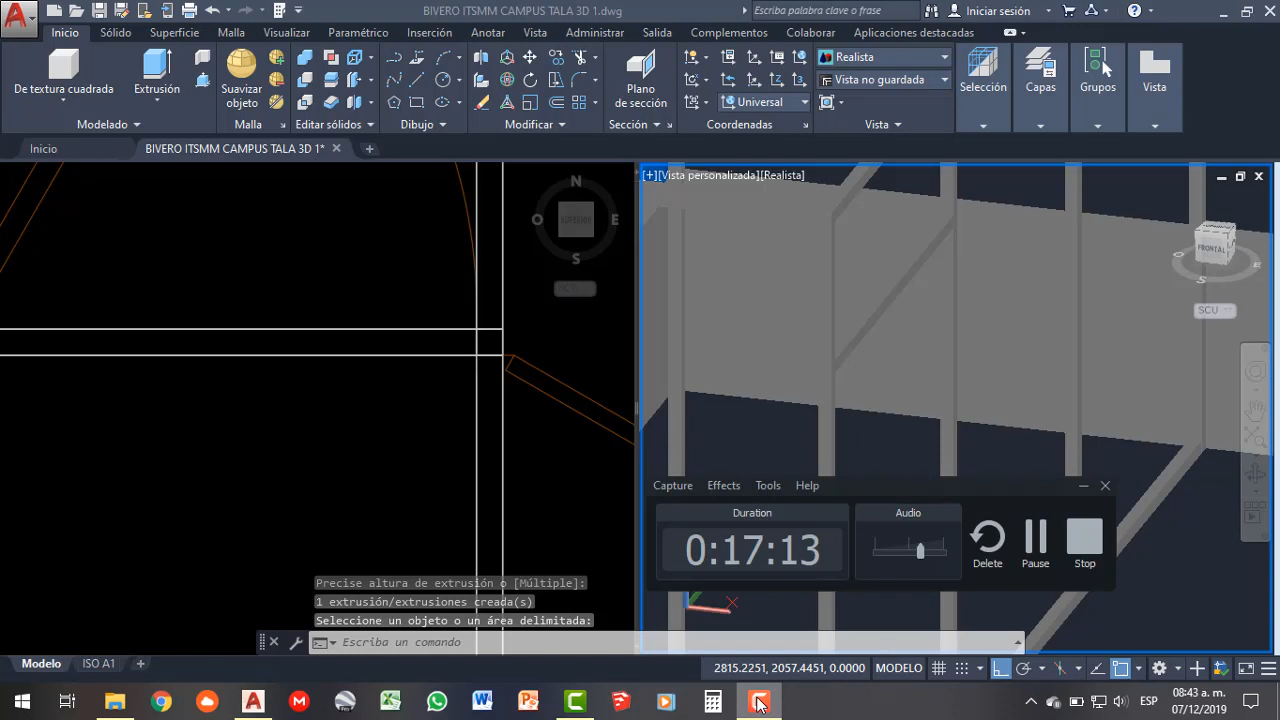 BIVERO ITSMM CAMPUS TALA 3D 1.dwg
Escriba palabra clave o frase
Iniciar sesión
Inicio Sólido Superficie Malla Visualizar Paramétrico Inserción Anotar Vista Administrar Salida Complementos Colaborar Aplicaciones destacadas
De textura cuadrada
Extrusión
Suavizar objeto
Plano de sección
Realista
Vista no guardada
Universal
Selección
Capas
Grupos
Vista
Modelado Malla Editar sólidos Dibujo Modificar Sección Coordenadas Vista
Inicio
BIVERO ITSMM CAMPUS TALA 3D 1*
[+][Vista personalizada][Realista]
N
O SUPERIOR E
S
FRONTAL
O E
S
SCU
Capture Effects Tools Help
Duration
0:17:13
Audio
Delete Pause Stop
X
Precise altura de extrusión o [Múltiple]:
1 extrusión/extrusiones creada(s)
Seleccione un objeto o un área delimitada:
Escriba un comando
Modelo ISO A1
2815.2251, 2057.4451, 0.0000 MODELO
ESP
08:43 a. m.
07/12/2019